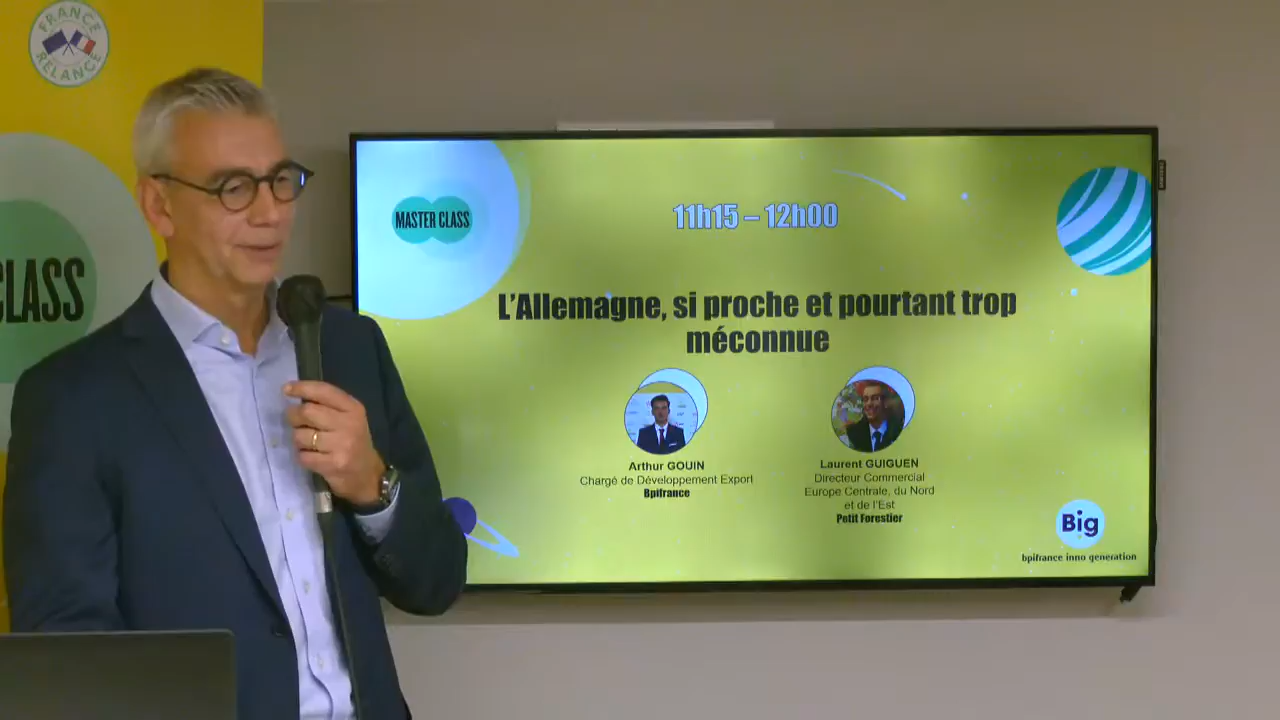 FRANCE
RELANCE
CLASS
MASTER CLASS
11h15 – 12h00
L'Allemagne, si proche et pourtant trop
méconnue
Arthur GOUIN
Chargé de Développement Export
Bpifrance
Laurent GUIGUEN
Directeur Commercial
Europe Centrale, du Nord
et de l'Est
Petit Forestier
Big
bpifrance inno generation